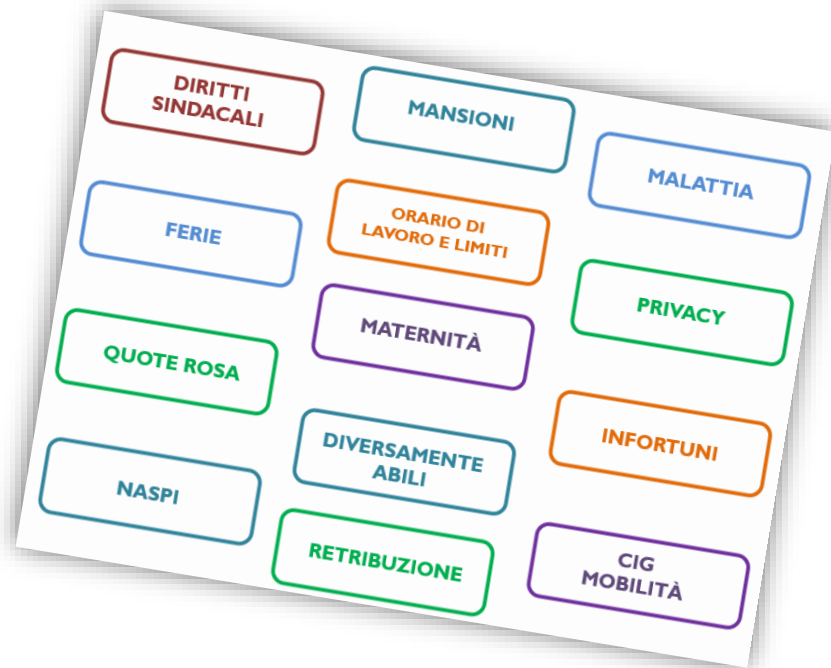 DIRITTI
SINDACALI
MANSIONI
MALATTIA
FERIE
ORARIO DI
LAVORO E LIMITI
PRIVACY
QUOTE ROSA
MATERNITÀ
INFORTUNI
NASPI
DIVERSAMENTE
ABILI
RETRIBUZIONE
CIG
MOBILITÀ